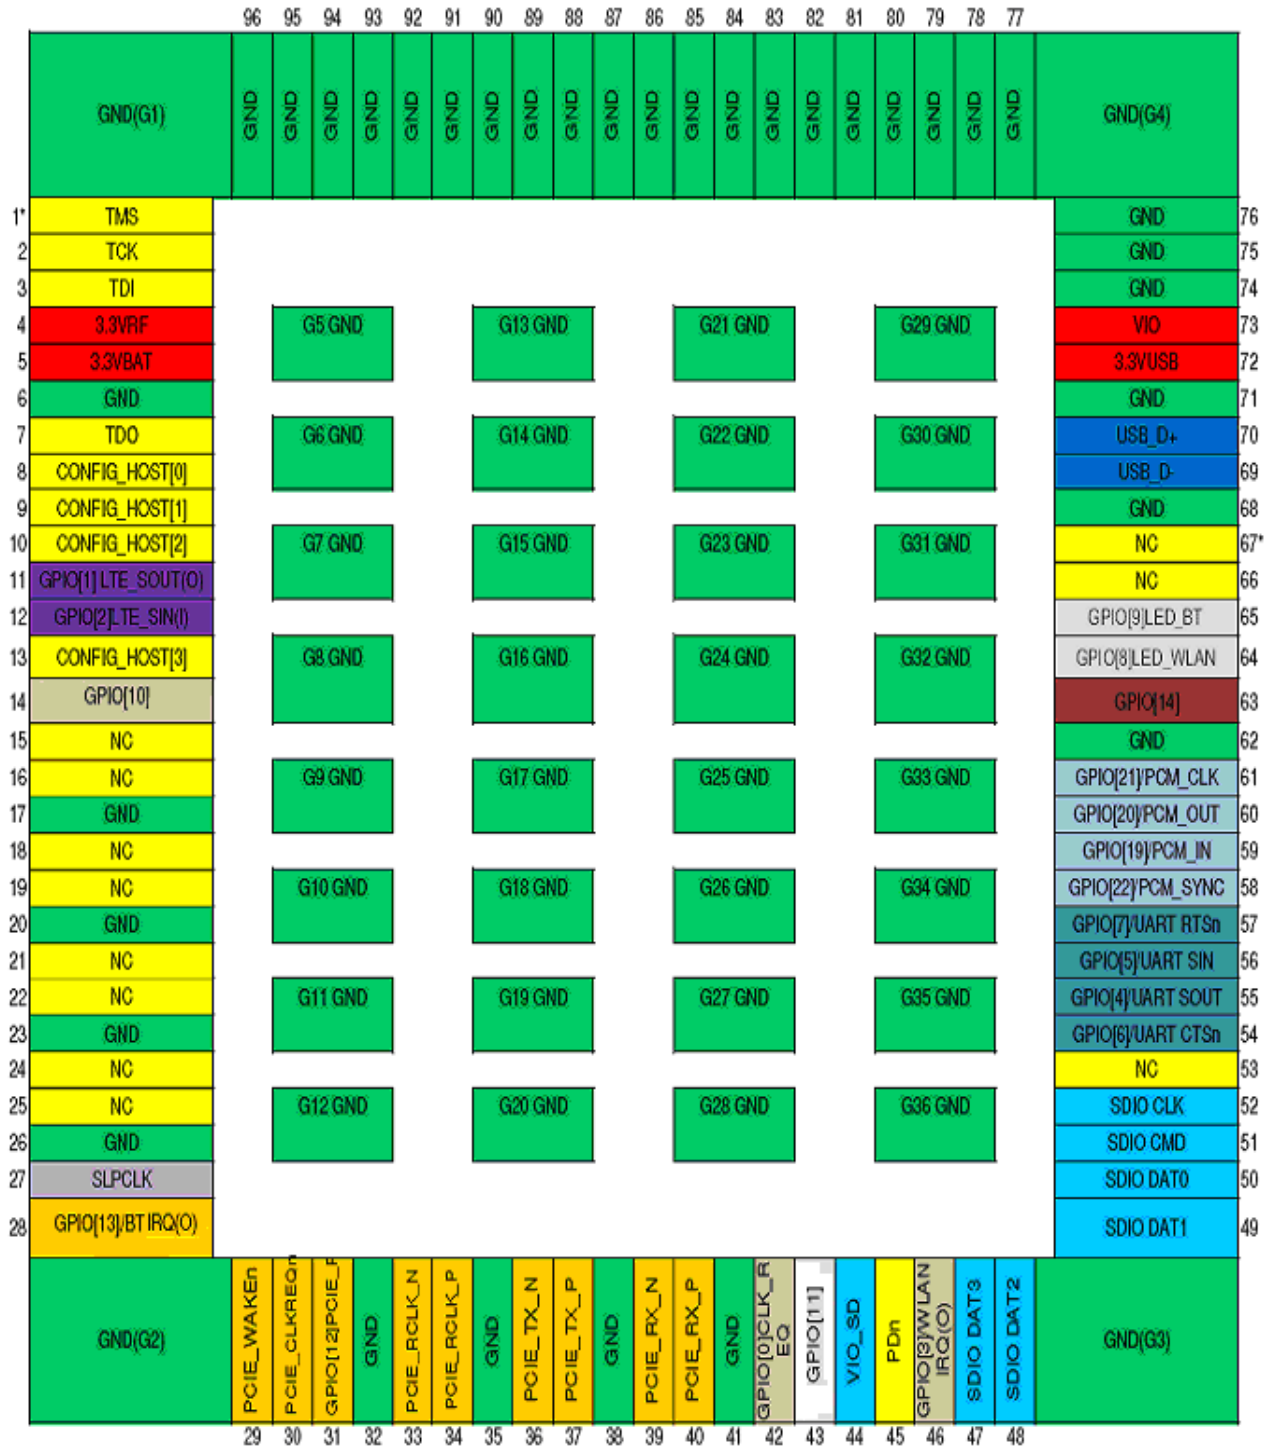 96 95 94 93 92 91 90 89 88 87 86 85 84 83 82 81 80 79 78 77
GND(G1) GND GND GND GND GND GND GND GND GND GND GND GND GND GND GND GND GND GND GND GND GND(G4)
1* TMS GND 76
2 TCK GND 75
3 TDI GND 74
4 3.3VRF G5 GND G13 GND G21 GND G29 GND VIO 73
5 3.3VBAT 3.3VUSB 72
6 GND GND 71
7 TDO G6 GND G14 GND G22 GND G30 GND USB_D+ 70
8 CONFIG_HOST[0] USB_D- 69
9 CONFIG_HOST[1] GND 68
10 CONFIG_HOST[2] G7 GND G15 GND G23 GND G31 GND NC 67*
11 GPIO[1] LTE_SOUT(O) NC 66
12 GPIO[2]LTE_SIN(I) GPIO[9]LED_BT 65
13 CONFIG_HOST[3] G8 GND G16 GND G24 GND G32 GND GPIO[8]LED_WLAN 64
14 GPIO[10] GPIO[14] 63
15 NC GND 62
16 NC G9 GND G17 GND G25 GND G33 GND GPIO[21]/PCM_CLK 61
17 GND GPIO[20]/PCM_OUT 60
18 NC GPIO[19]/PCM_IN 59
19 NC G10 GND G18 GND G26 GND G34 GND GPIO[22]/PCM_SYNC 58
20 GND GPIO[7]/UART RTSn 57
21 NC GPIO[5]/UART SIN 56
22 NC G11 GND G19 GND G27 GND G35 GND GPIO[4]/UART SOUT 55
23 GND GPIO[6]/UART CTSn 54
24 NC NC 53
25 NC G12 GND G20 GND G28 GND G36 GND SDIO CLK 52
26 GND SDIO CMD 51
27 SLPCLK SDIO DAT0 50
28 GPIO[13]/BT IRQ(O) SDIO DAT1 49
GND(G2) PCIE_WAKEn PCIE_CLKREQn GPIO[12]PCIE_ GND PCIE_RCLK_N PCIE_RCLK_P GND PCIE_TX_N PCIE_TX_P GND PCIE_RX_N PCIE_RX_P GND GPIO[0]CLK_R
EQ GPIO[11] VIO_SD PDn GPIO[3]/WLAN
IRQ(O) SDIO DAT3 SDIO DAT2 GND(G3)
29 30 31 32 33 34 35 36 37 38 39 40 41 42 43 44 45 46 47 48